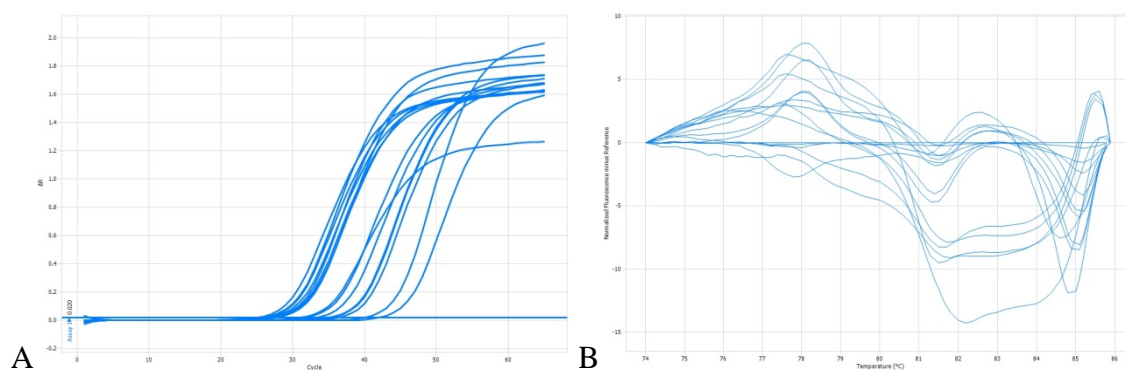 2.0
1.8
1.6
1.4
1.2
1.0
0.8
0.6
0.4
0.2
0.0
ΔR
Assay 1 0.020
0 10 20 30 40 50 60
Cycle
A
10
5
0
-5
-10
-15
Normalized Fluorescence minus Reference
74 75 76 77 78 79 80 81 82 83 84 85 86
Temperature (°C)
B